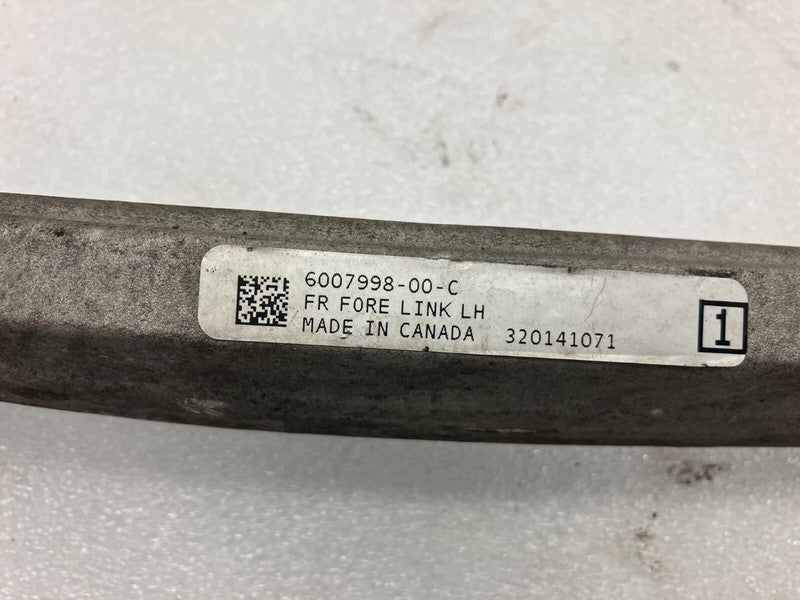 6007998-00-C
FR FORE LINK LH
MADE IN CANADA 320141071
1